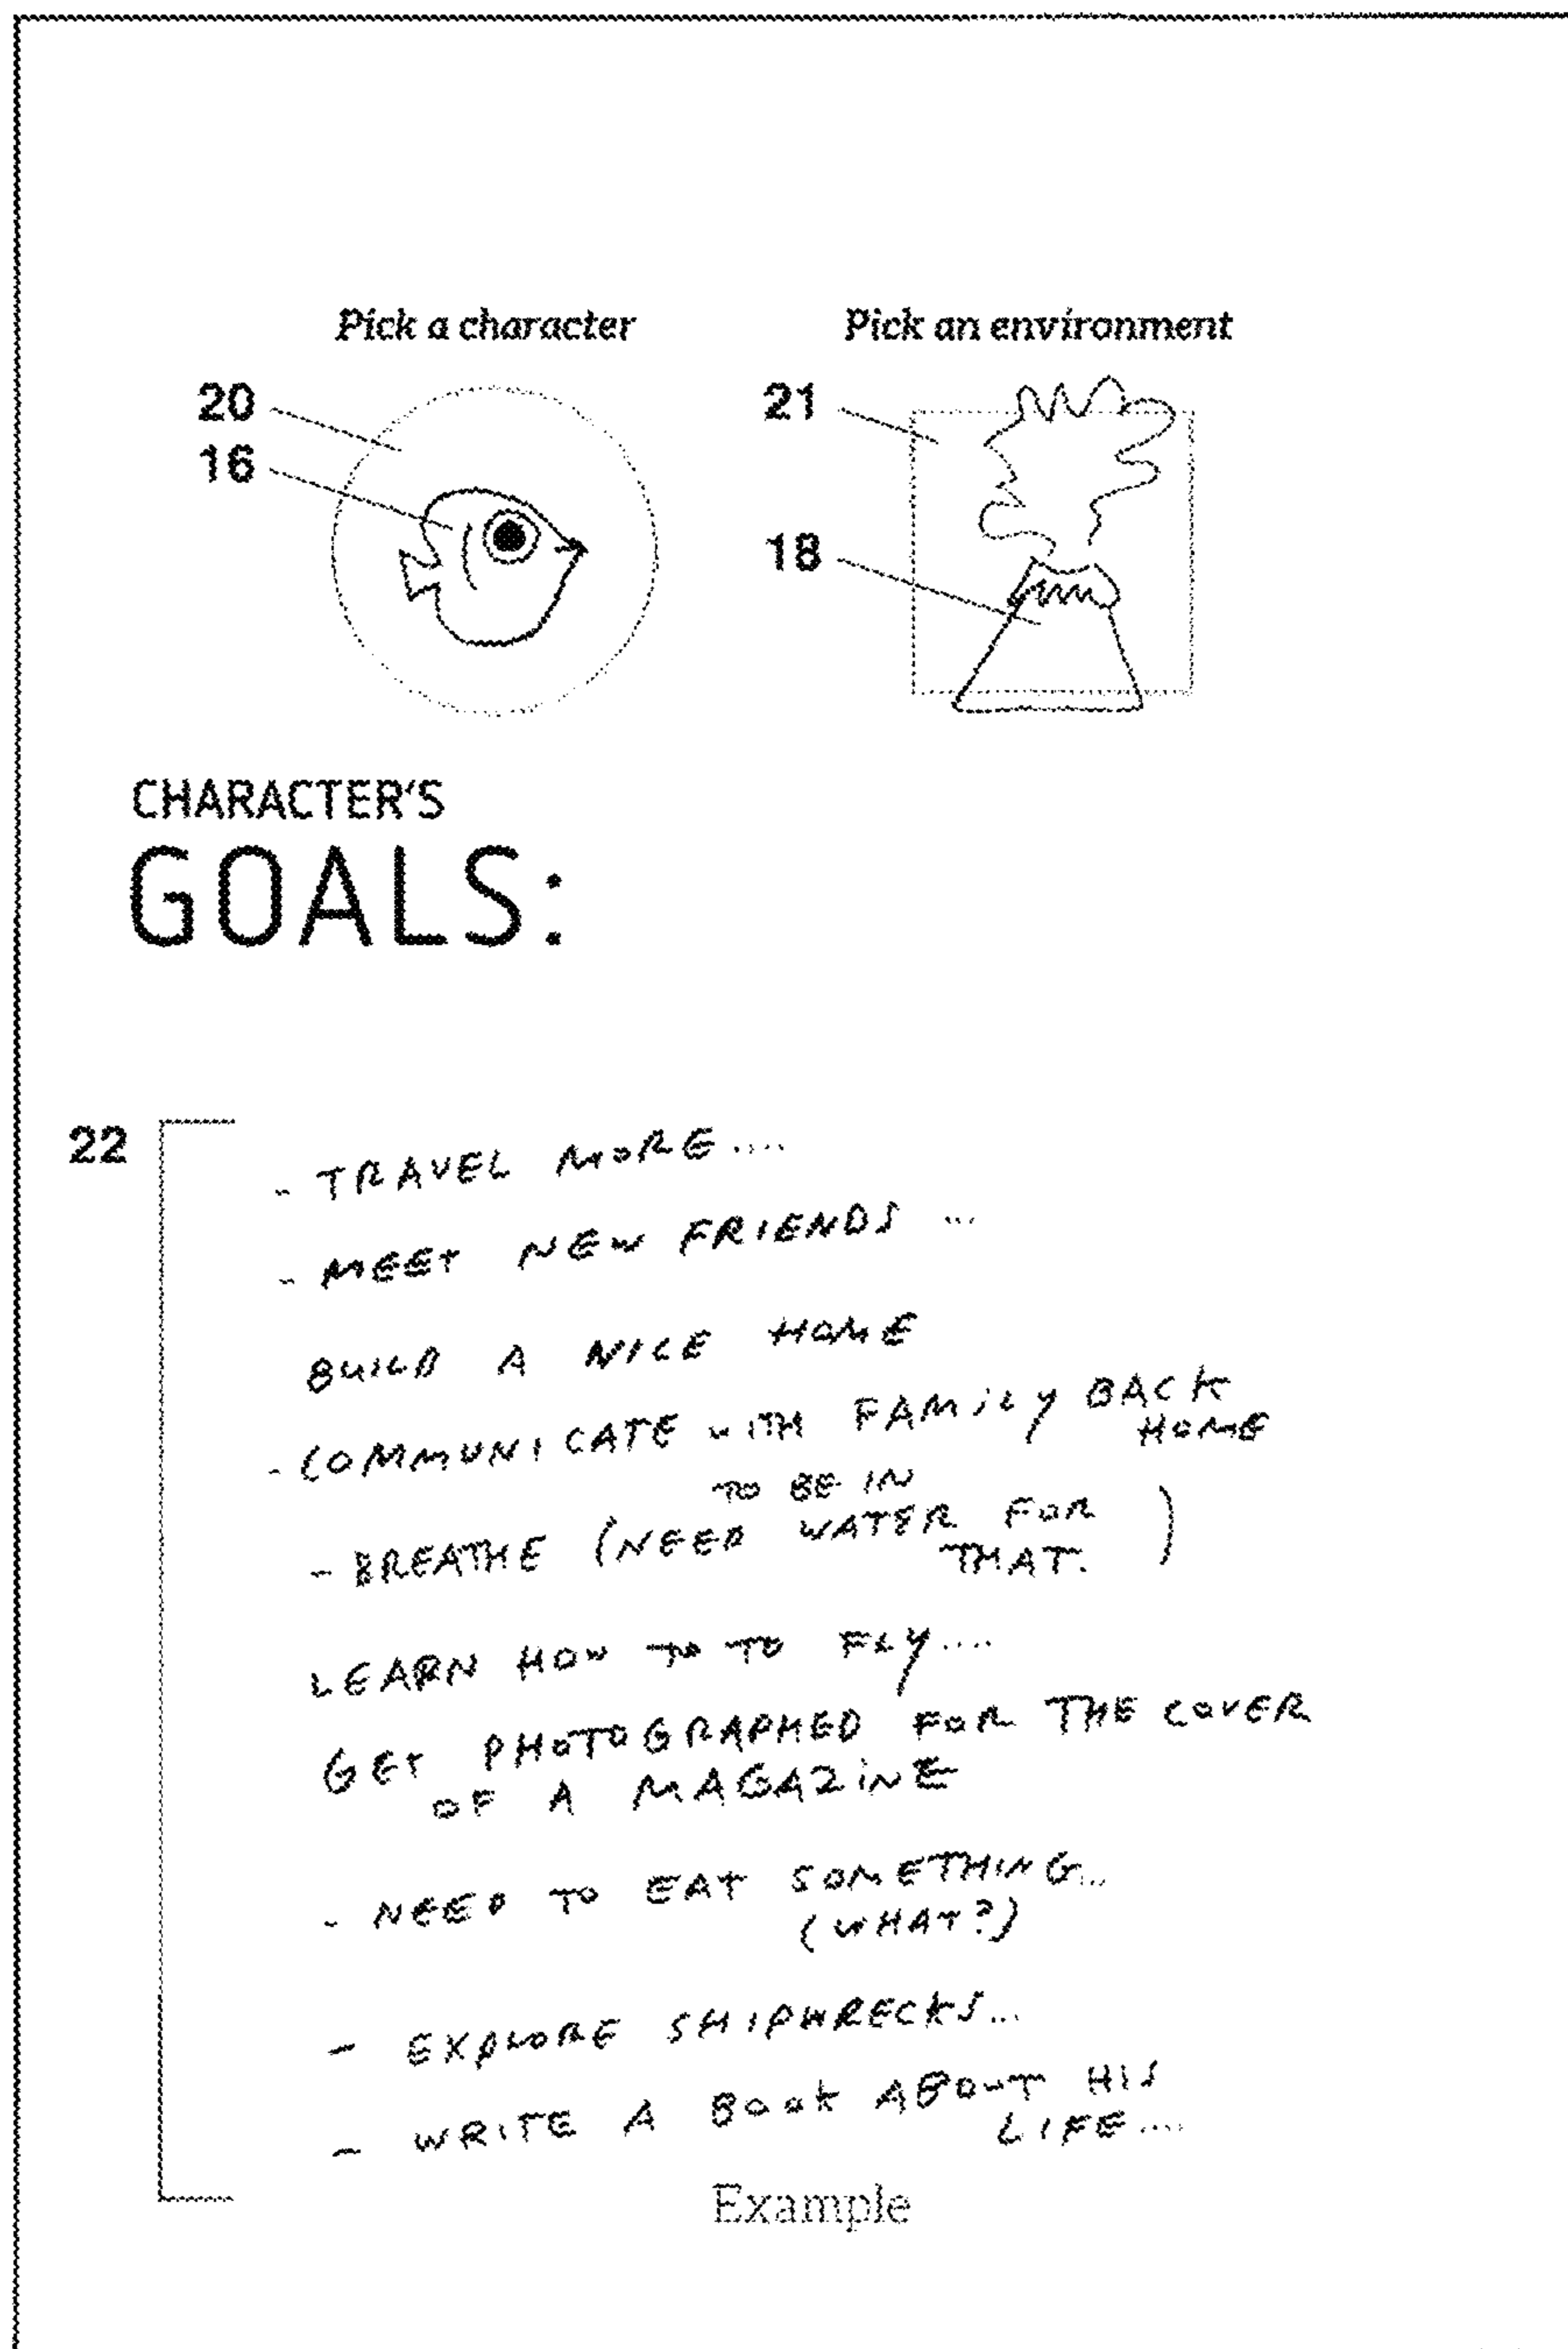 Pick a character
Pick an environment
20
16
21
18
CHARACTER'S
GOALS:
22
- TRAVEL MORE....
- MEET NEW FRIENDS ...
BUILD A NICE HOME
- COMMUNICATE WITH FAMILY BACK
HOME
TO BE IN
- BREATHE (NEED WATER FOR
THAT. )
LEARN HOW TO TO FLY....
GET PHOTOGRAPHED FOR THE COVER
OF A MAGAZINE
- NEED TO EAT SOMETHING...
(WHAT?)
- EXPLORE SHIPWRECKS...
- WRITE A BOOK ABOUT HIS
LIFE....
Example